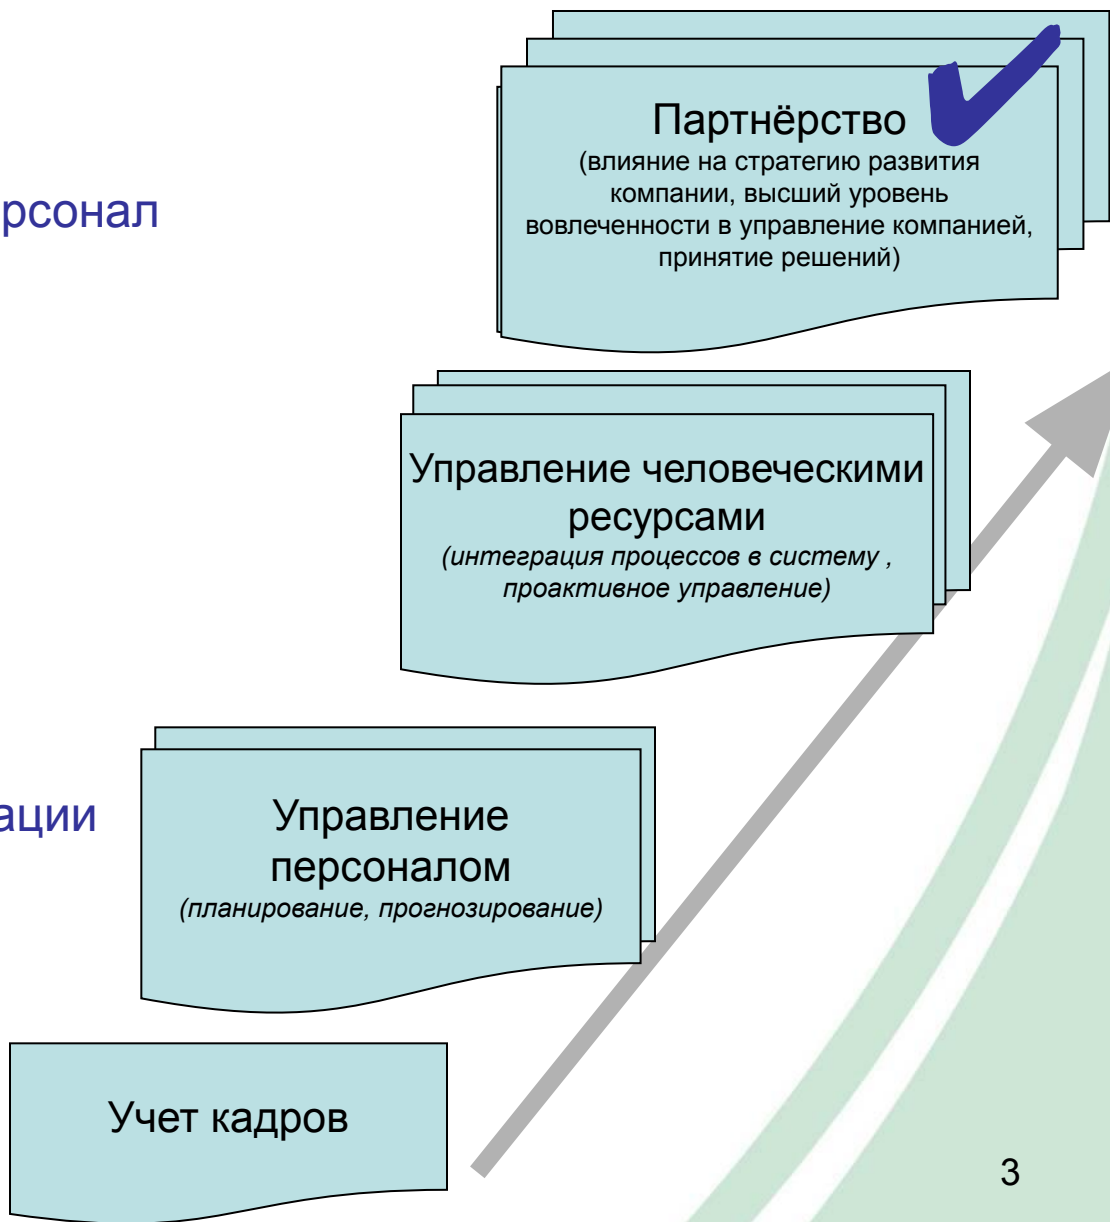 Партнёрство
(влияние на стратегию развития
компании, высший уровень
вовлеченности в управление компанией,
принятие решений)
рсонал
Управление человеческими
ресурсами
(интеграция процессов в систему ,
проактивное управление)
ации
Управление
персоналом
(планирование, прогнозирование)
Учет кадров
3